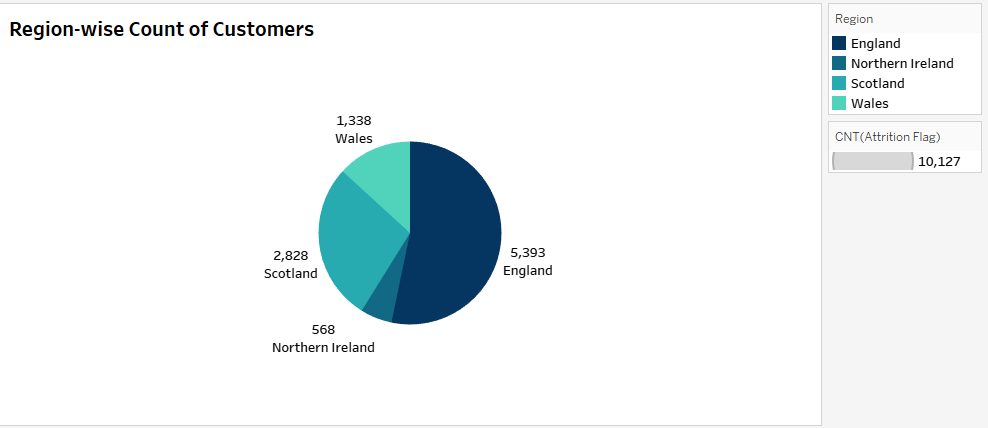 Region-wise Count of Customers
1,338
Wales
5,393
England
2,828
Scotland
568
Northern Ireland
Region
England
Northern Ireland
Scotland
Wales
CNT(Attrition Flag)
10,127